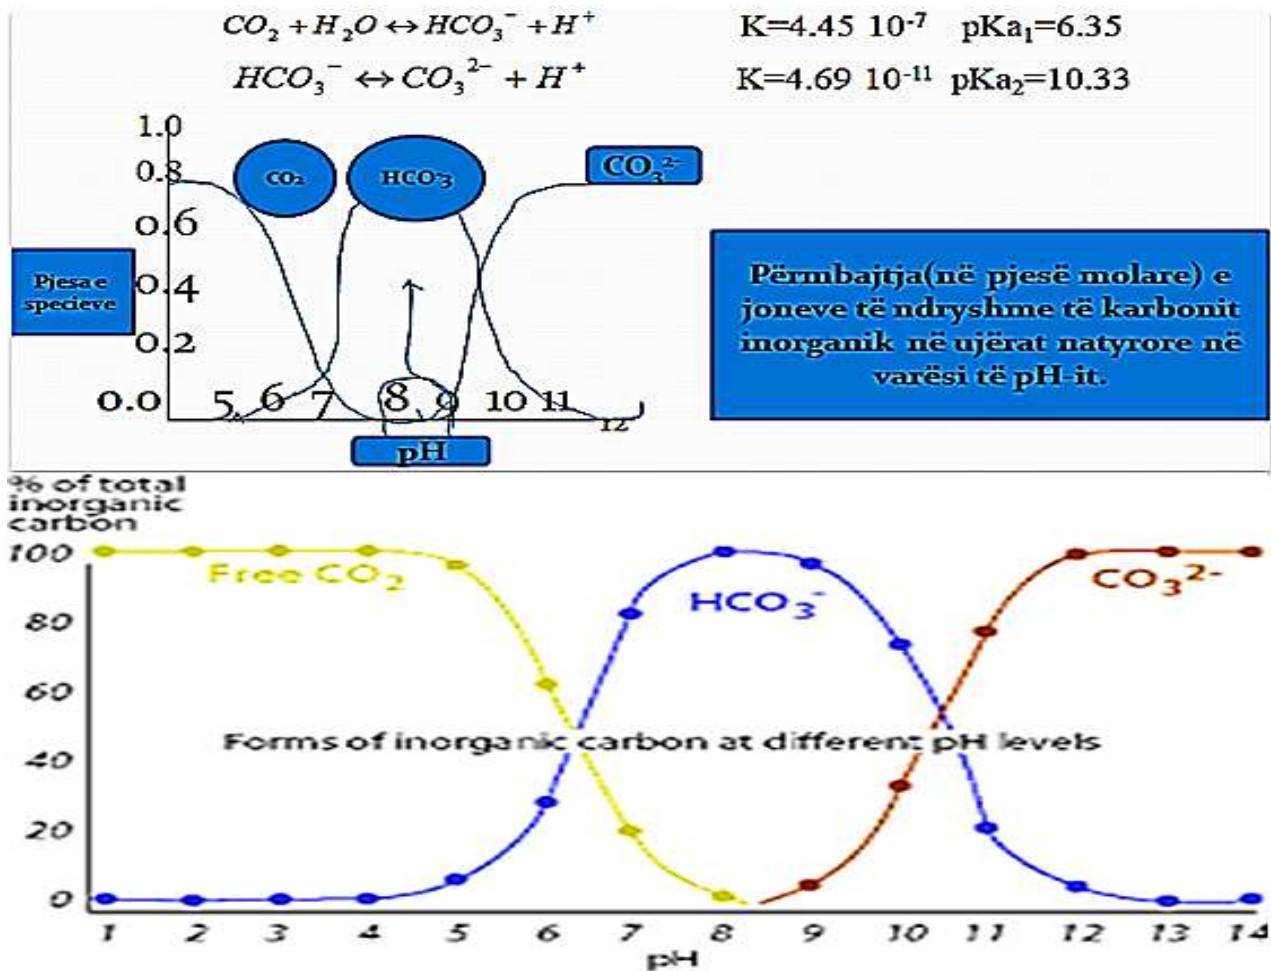 CO₂ + H₂O ↔ HCO₃⁻ + H⁺ K=4.45 10⁻⁷ pKa₁=6.35
HCO₃⁻ ↔ CO₃²⁻ + H⁺ K=4.69 10⁻¹¹ pKa₂=10.33
1.0
0.8
0.6
0.4
0.2
0.0
CO₂
HCO⁻3
CO₃²⁻
Pjesa e
specieve
5 6 7 8 9 10 11 12
pH
Përmbajtja(në pjesë molare) e
joneve të ndryshme të karbonit
inorganik në ujërat natyrore në
varësi të pH-it.
% of total
inorganic
carbon
100
80
60
40
20
0
Free CO₂
HCO₃⁻
CO₃²⁻
Forms of inorganic carbon at different pH levels
1 2 3 4 5 6 7 8 9 10 11 12 13 14
pH